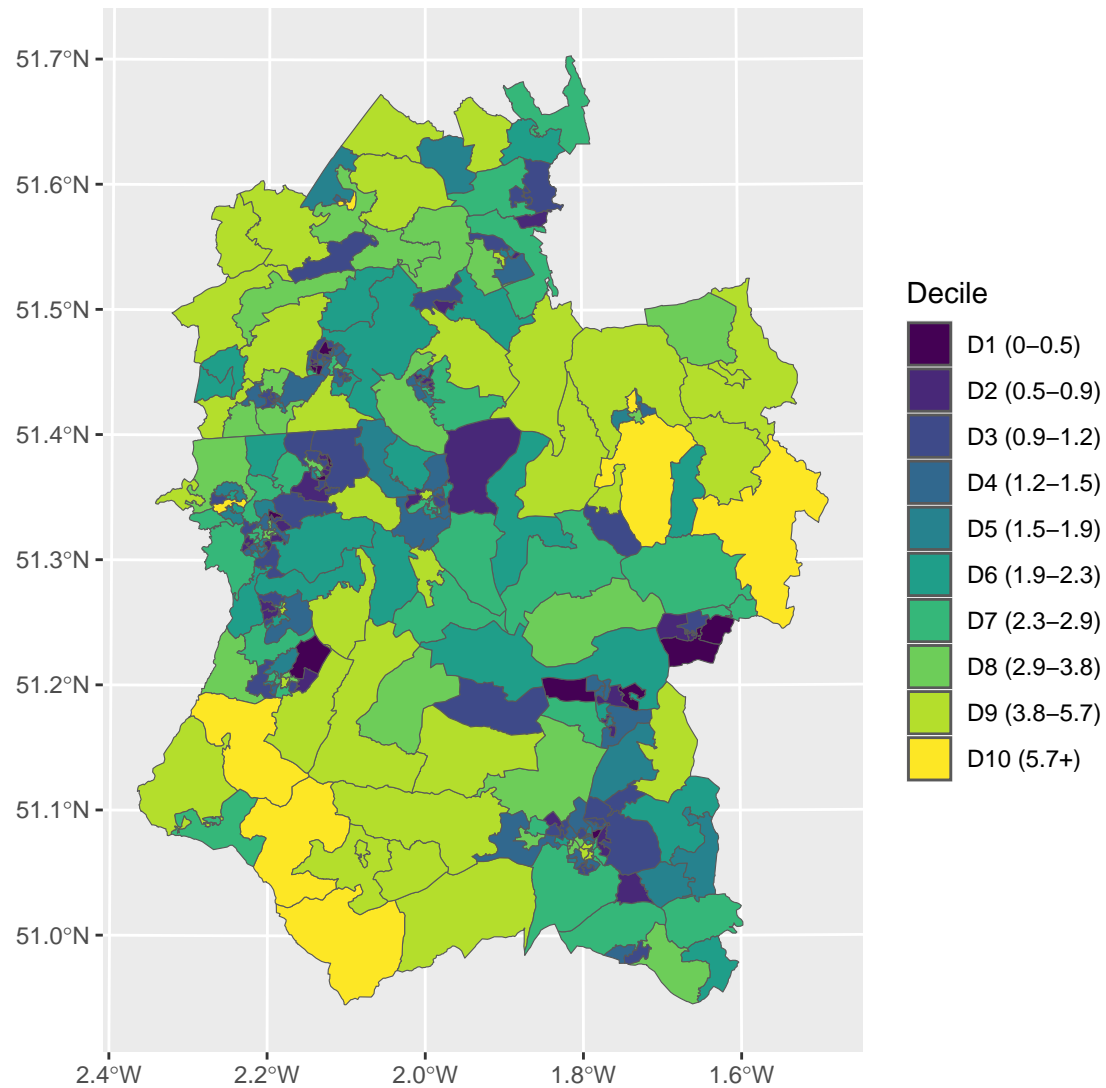 51.7°N
51.6°N
51.5°N
51.4°N
51.3°N
51.2°N
51.1°N
51.0°N
2.4°W 2.2°W 2.0°W 1.8°W 1.6°W
Decile
D1 (0–0.5)
D2 (0.5–0.9)
D3 (0.9–1.2)
D4 (1.2–1.5)
D5 (1.5–1.9)
D6 (1.9–2.3)
D7 (2.3–2.9)
D8 (2.9–3.8)
D9 (3.8–5.7)
D10 (5.7+)